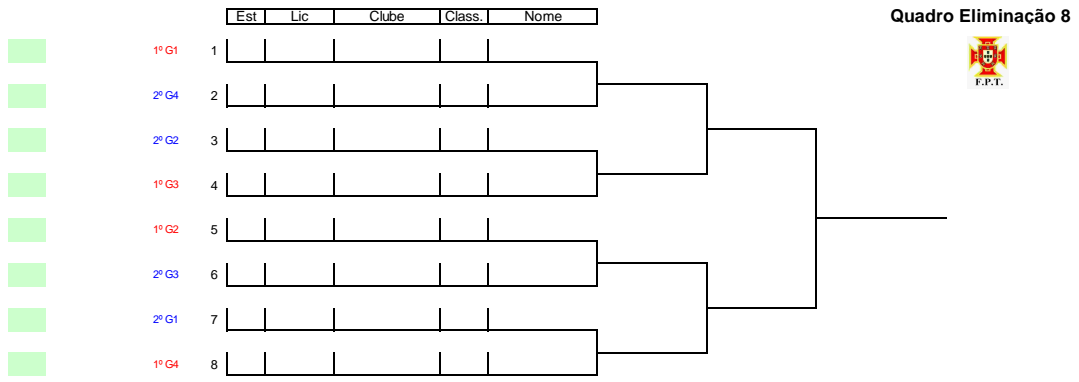 Est Lic Clube Class. Nome
Quadro Eliminação 8
F.P.T.
1º G1 1
2º G4 2
2º G2 3
1º G3 4
1º G2 5
2º G3 6
2º G1 7
1º G4 8